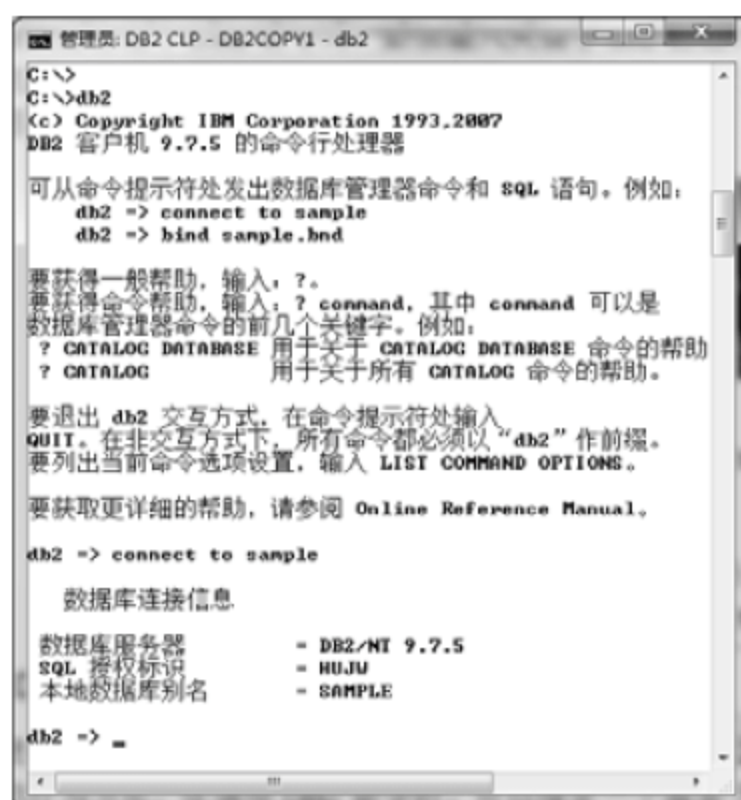 管理员: DB2 CLP - DB2COPY1 - db2
C:\>
C:\>db2
(c) Copyright IBM Corporation 1993,2007
DB2 客户机 9.7.5 的命令行处理器
可从命令提示符处发出数据库管理器命令和 SQL 语句。例如:
db2 => connect to sample
db2 => bind sample.bnd
要获得一般帮助, 输入: ?。
要获得命令帮助, 输入: ? command, 其中 command 可以是
数据库管理器命令的前几个关键字。例如:
? CATALOG DATABASE 用于关于 CATALOG DATABASE 命令的帮助
? CATALOG 用于关于所有 CATALOG 命令的帮助。
要退出 db2 交互方式, 在命令提示符处输入
QUIT。在非交互方式下, 所有命令都必须以“db2”作前缀。
要列出当前命令选项设置, 输入 LIST COMMAND OPTIONS。
要获取更详细的帮助, 请参阅 Online Reference Manual。
db2 => connect to sample
数据库连接信息
数据库服务器 = DB2/NT 9.7.5
SQL 授权标识 = HUJW
本地数据库别名 = SAMPLE
db2 => _